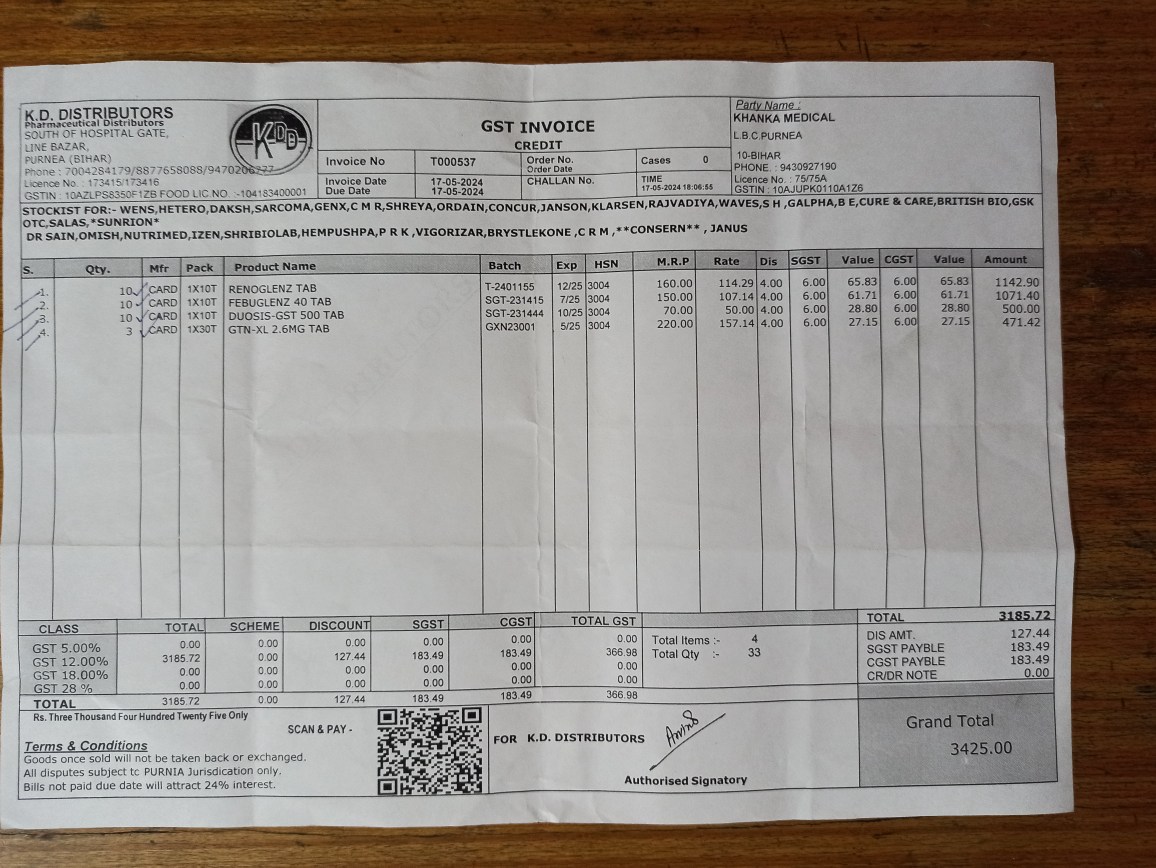 K.D. DISTRIBUTORS
Pharmaceutical Distributors
SOUTH OF HOSPITAL GATE,
LINE BAZAR,
PURNEA (BIHAR)
Phone : 7004284179/8877658088/9470206777
Licence No : 173415/173416
GSTIN : 10AZLPS8350F1ZB FOOD LIC.NO. -104183400001
KDD
GST INVOICE
CREDIT
Invoice No T000537 Order No. Cases 0
Order Date
Invoice Date 17-05-2024 CHALLAN No. TIME
Due Date 17-05-2024 17-05-2024 18:06:55
Party Name :
KHANKA MEDICAL
L.B.C.PURNEA
10-BIHAR
PHONE. : 9430927190
Licence No. : 75/75A
GSTIN : 10AJUPK0110A1Z6
STOCKIST FOR:- WENS,HETERO,DAKSH,SARCOMA,GENX,C M R,SHREYA,ORDAIN,CONCUR,JANSON,KLARSEN,RAJVADIYA,WAVES,S H ,GALPHA,B E,CURE & CARE,BRITISH BIO,GSK
OTC,SALAS,*SUNRION*
DR SAIN,OMISH,NUTRIMED,IZEN,SHRIBIOLAB,HEMPUSHPA,P R K ,VIGORIZAR,BRYSTLEKONE ,C R M ,**CONSERN** , JANUS
S. Qty. Mfr Pack Product Name Batch Exp HSN M.R.P Rate Dis SGST Value CGST Value Amount
1. 10 CARD 1X10T RENOGLENZ TAB T-2401155 12/25 3004 160.00 114.29 4.00 6.00 65.83 6.00 65.83 1142.90
2. 10 CARD 1X10T FEBUGLENZ 40 TAB SGT-231415 7/25 3004 150.00 107.14 4.00 6.00 61.71 6.00 61.71 1071.40
3. 10 CARD 1X10T DUOSIS-GST 500 TAB SGT-231444 10/25 3004 70.00 50.00 4.00 6.00 28.80 6.00 28.80 500.00
4. 3 CARD 1X30T GTN-XL 2.6MG TAB GXN23001 5/25 3004 220.00 157.14 4.00 6.00 27.15 6.00 27.15 471.42
CLASS TOTAL SCHEME DISCOUNT SGST CGST TOTAL GST
GST 5.00% 0.00 0.00 0.00 0.00 0.00 0.00
GST 12.00% 3185.72 0.00 127.44 183.49 183.49 366.98
GST 18.00% 0.00 0.00 0.00 0.00 0.00 0.00
GST 28 % 0.00 0.00 0.00 0.00 0.00 0.00
TOTAL 3185.72 0.00 127.44 183.49 183.49 366.98
Total Items :- 4
Total Qty :- 33
TOTAL 3185.72
DIS AMT. 127.44
SGST PAYBLE 183.49
CGST PAYBLE 183.49
CR/DR NOTE 0.00
Rs. Three Thousand Four Hundred Twenty Five Only
SCAN & PAY -
Terms & Conditions
Goods once sold will not be taken back or exchanged.
All disputes subject tc PURNIA Jurisdication only.
Bills not paid due date will attract 24% interest.
FOR K.D. DISTRIBUTORS
Authorised Signatory
Grand Total
3425.00